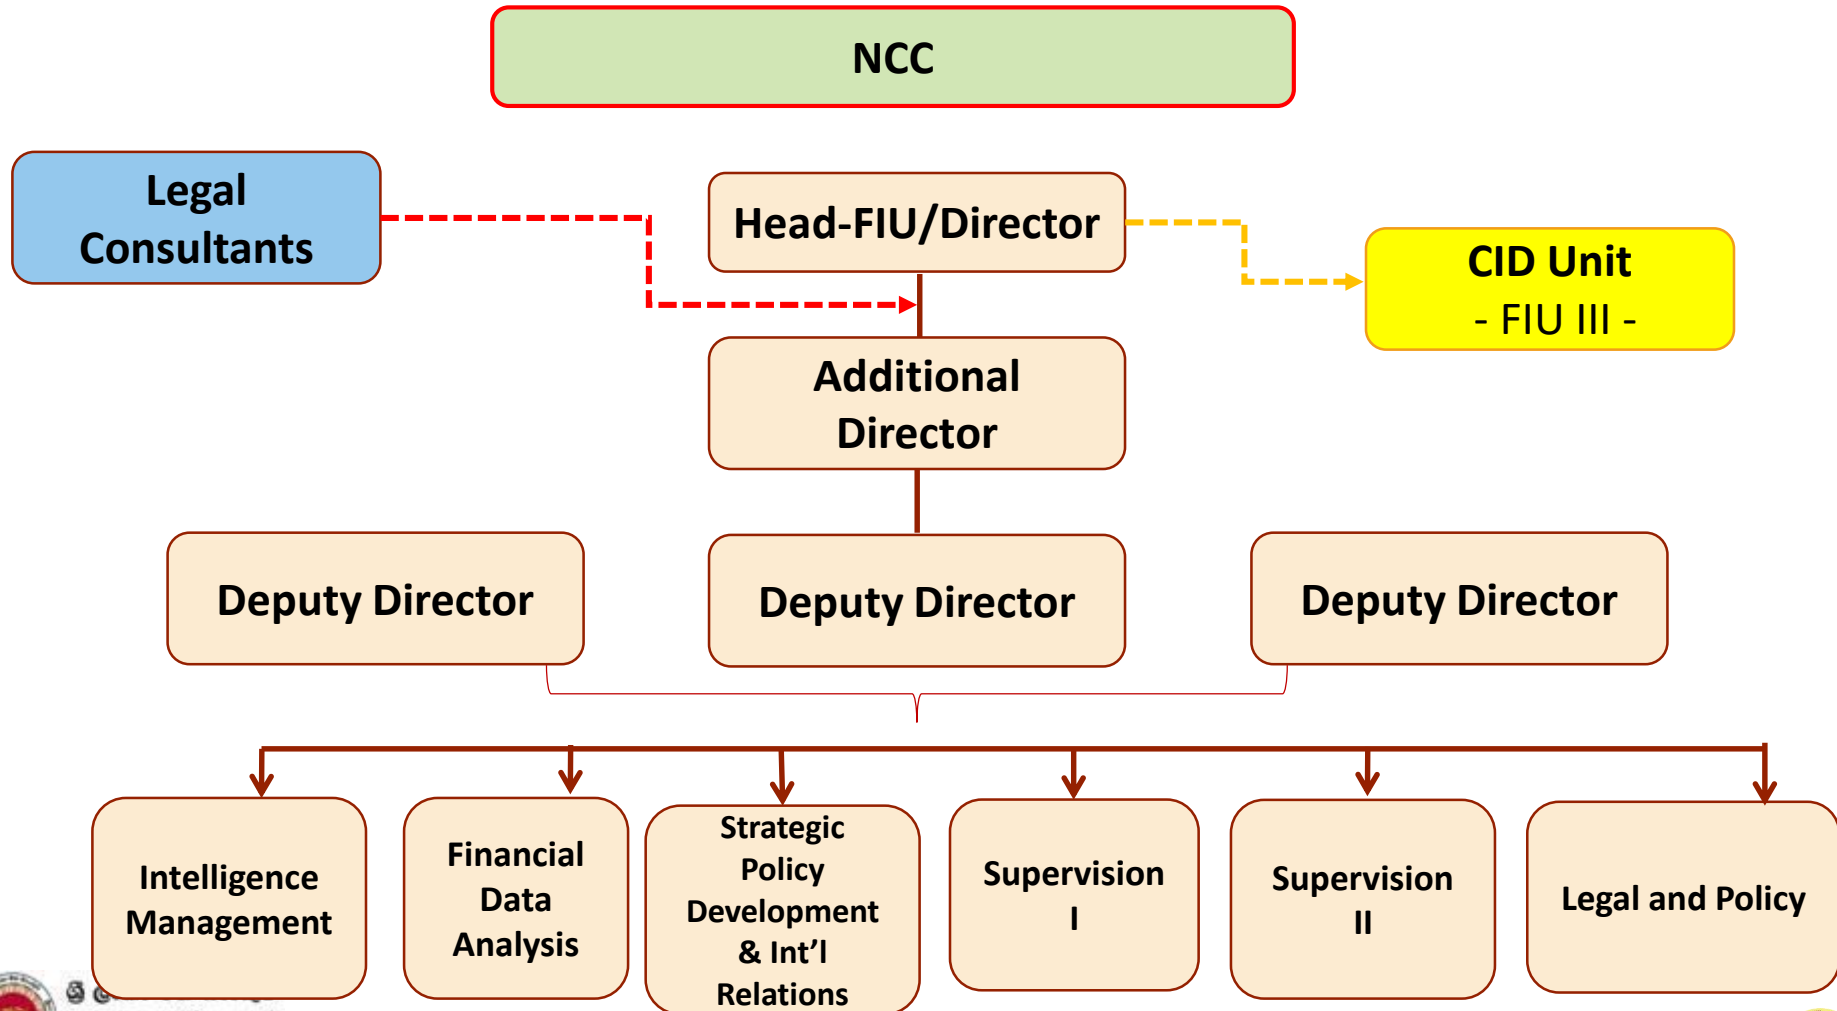 NCC
Legal
Consultants
Head-FIU/Director
CID Unit
- FIU III -
Additional
Director
Deputy Director
Deputy Director
Deputy Director
Intelligence
Management
Financial
Data
Analysis
Strategic
Policy
Development
& Int'l
Relations
Supervision
I
Supervision
II
Legal and Policy